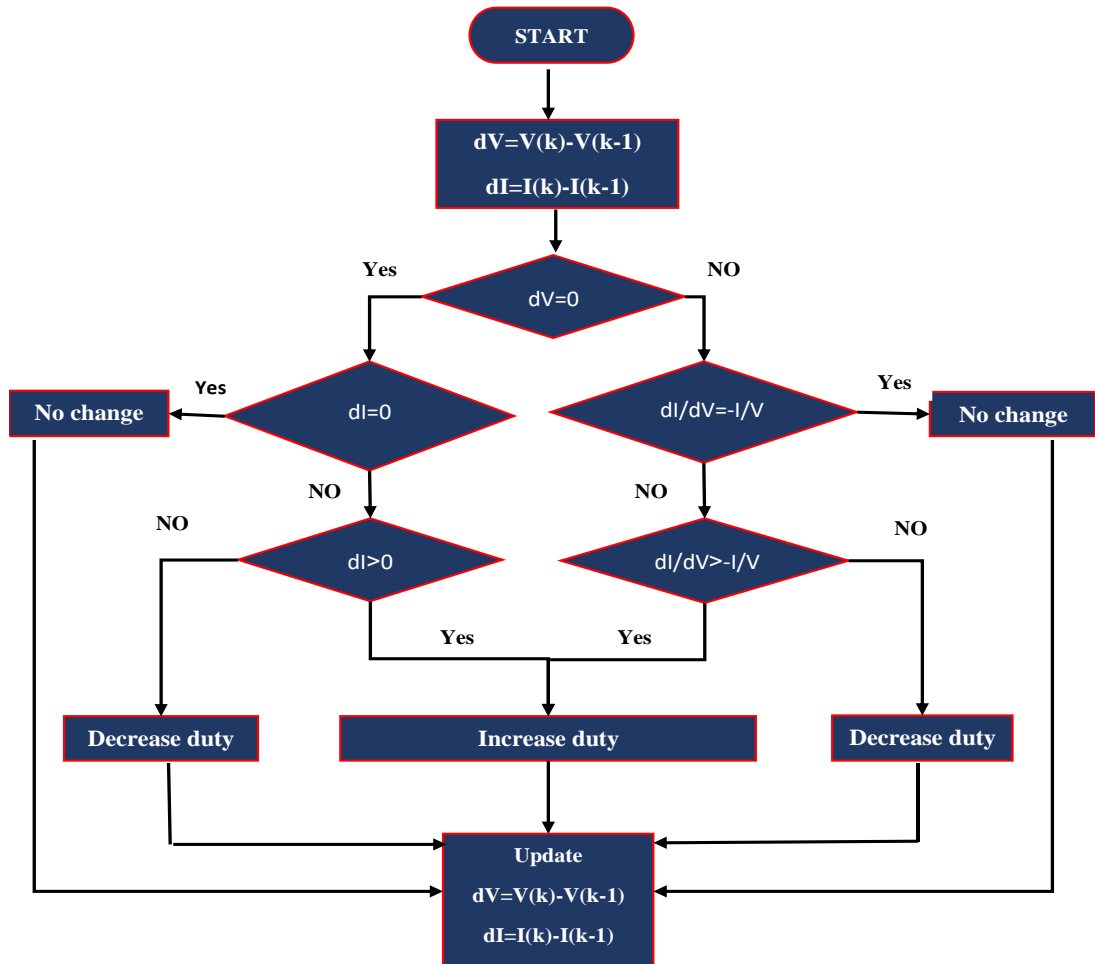 START
dV=V(k)-V(k-1)
dI=I(k)-I(k-1)
Yes
NO
dV=0
Yes
Yes
No change
dI=0
dI/dV=-I/V
No change
NO
NO
NO
NO
dI>0
dI/dV>-I/V
Yes
Yes
Decrease duty
Increase duty
Decrease duty
Update
dV=V(k)-V(k-1)
dI=I(k)-I(k-1)